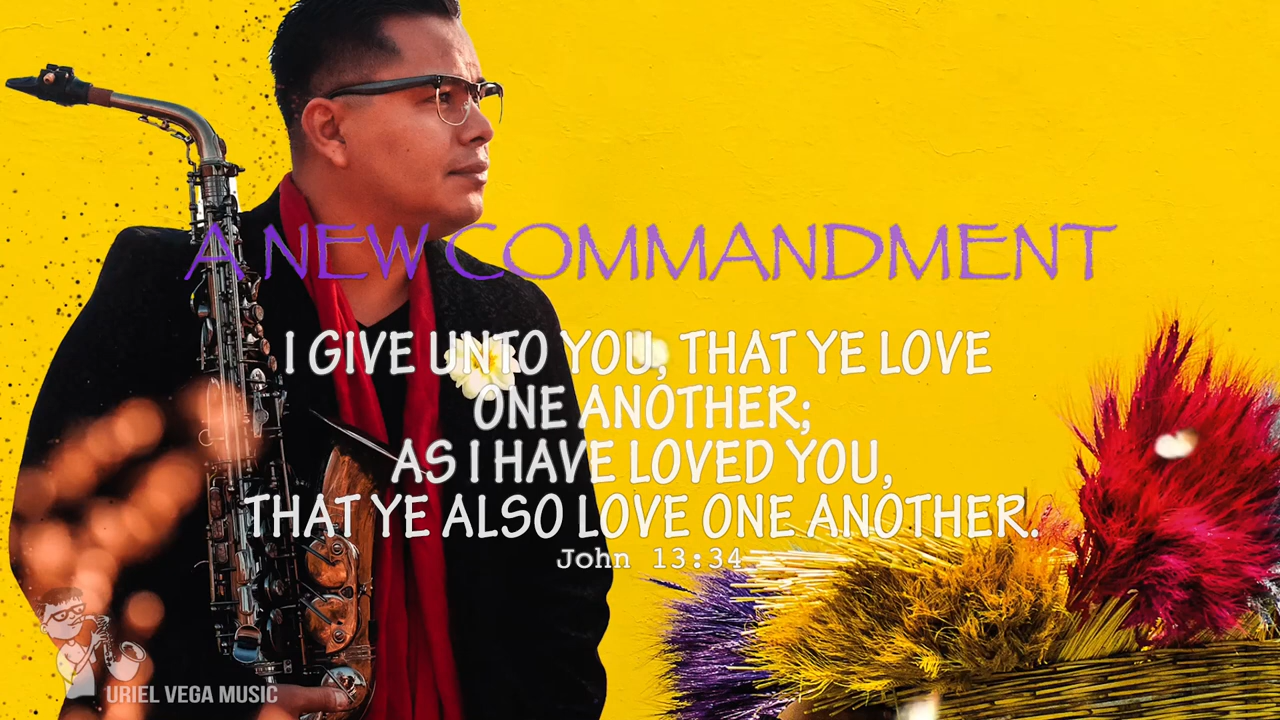 A NEW COMMANDMENT
I GIVE UNTO YOU, THAT YE LOVE
ONE ANOTHER;
AS I HAVE LOVED YOU,
THAT YE ALSO LOVE ONE ANOTHER.
John 13:34
URIEL VEGA MUSIC